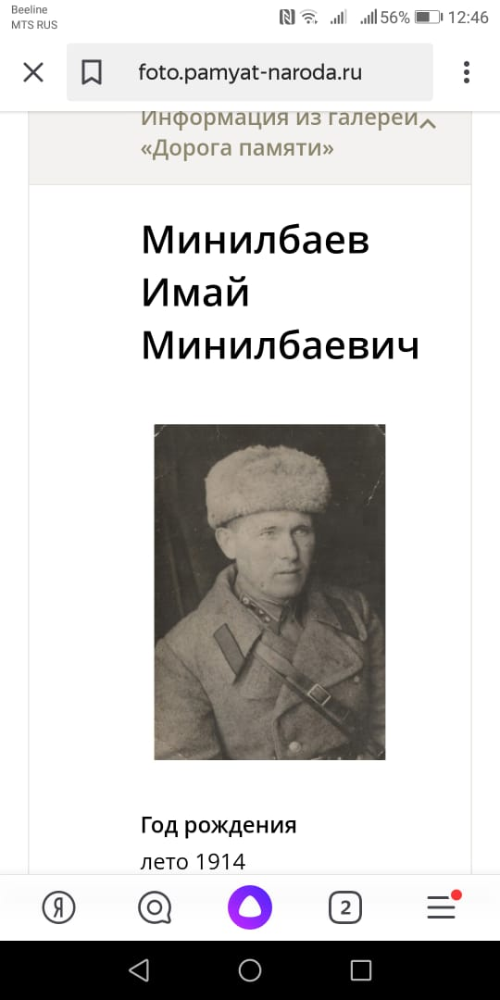 Beeline
MTS RUS
56% 12:46
foto.pamyat-naroda.ru
Информация из галереи
«Дорога памяти»
Минилбаев
Имай
Минилбаевич
Год рождения
лето 1914
Я
2